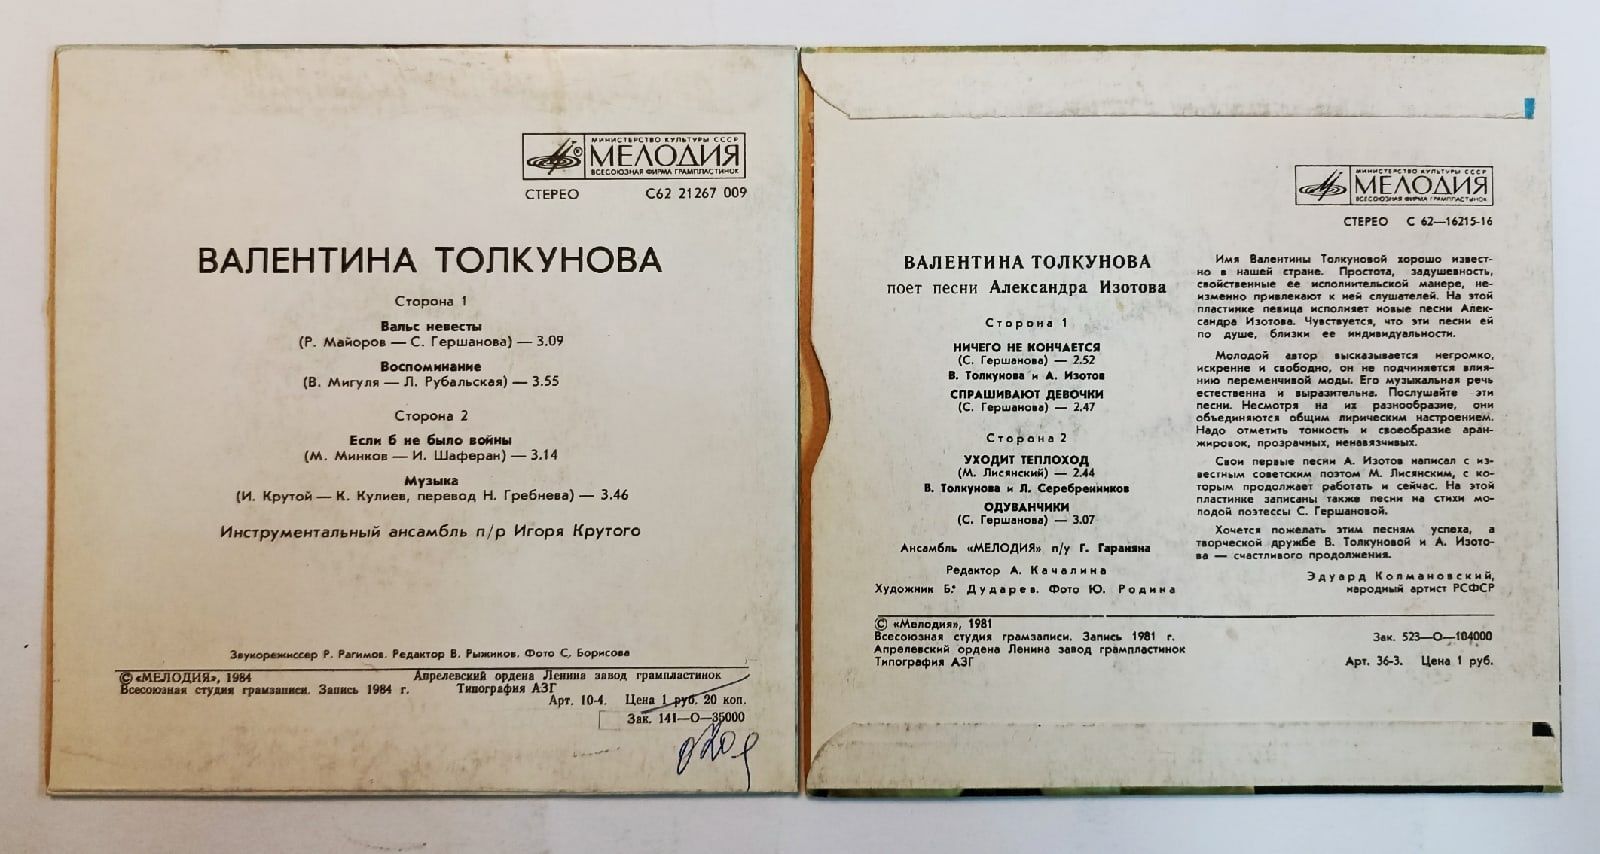 МИНИСТЕРСТВО КУЛЬТУРЫ СССР
МЕЛОДИЯ
ВСЕСОЮЗНАЯ ФИРМА ГРАМПЛАСТИНОК
СТЕРЕО С62 21267 009
ВАЛЕНТИНА ТОЛКУНОВА
Сторона 1
Вальс невесты
(Р. Майоров — С. Гершанова) — 3.09
Воспоминание
(В. Мигуля — Л. Рубальская) — 3.55
Сторона 2
Если б не было войны
(М. Минков — И. Шаферан) — 3.14
Музыка
(И. Крутой — К. Кулиев, перевод Н. Гребнева) — 3.46
Инструментальный ансамбль п/р Игоря Крутого
Звукорежиссер Р. Рагимов. Редактор В. Рыжиков. Фото С. Борисова
© «МЕЛОДИЯ», 1984 Апрелевский ордена Ленина завод грампластинок
Всесоюзная студия грамзаписи. Запись 1984 г. Типография АЗГ
Арт. 10-4. Цена 1 руб. 20 коп.
Зак. 141—О—35000
МИНИСТЕРСТВО КУЛЬТУРЫ СССР
МЕЛОДИЯ
ВСЕСОЮЗНАЯ ФИРМА ГРАМПЛАСТИНОК
СТЕРЕО С 62—16215-16
ВАЛЕНТИНА ТОЛКУНОВА
поет песни Александра Изотова
Сторона 1
НИЧЕГО НЕ КОНЧАЕТСЯ
(С. Гершанова) — 2.52
В. Толкунова и А. Изотов
СПРАШИВАЮТ ДЕВОЧКИ
(С. Гершанова) — 2.47
Сторона 2
УХОДИТ ТЕПЛОХОД
(М. Лисянский) — 2.44
В. Толкунова и Л. Серебренников
ОДУВАНЧИКИ
(С. Гершанова) — 3.07
Ансамбль «МЕЛОДИЯ» п/у Г. Гараняна
Редактор А. Качалина
Художник Б. Дударев. Фото Ю. Родина
Имя Валентины Толкуновой хорошо извест-
но в нашей стране. Простота, задушевность,
свойственные ее исполнительской манере, не-
изменно привлекают к ней слушателей. На этой
пластинке певица исполняет новые песни Алек-
сандра Изотова. Чувствуется, что эти песни ей
по душе, близки ее индивидуальности.
Молодой автор высказывается негромко,
искренне и свободно, он не подчиняется влия-
нию переменчивой моды. Его музыкальная речь
естественна и выразительна. Послушайте эти
песни. Несмотря на их разнообразие, они
объединяются общим лирическим настроением.
Надо отметить тонкость и своеобразие аран-
жировок, прозрачных, ненавязчивых.
Свои первые песни А. Изотов написал с из-
вестным советским поэтом М. Лисянским, с ко-
торым продолжает работать и сейчас. На этой
пластинке записаны также песни на стихи мо-
лодой поэтессы С. Гершановой.
Хочется пожелать этим песням успеха, а
творческой дружбе В. Толкуновой и А. Изото-
ва — счастливого продолжения.
Эдуард Колмановский,
народный артист РСФСР
© «Мелодия», 1981
Всесоюзная студия грамзаписи. Запись 1981 г. Зак. 523—О—104000
Апрелевский ордена Ленина завод грампластинок
Типография АЗГ Арт. 36-3. Цена 1 руб.